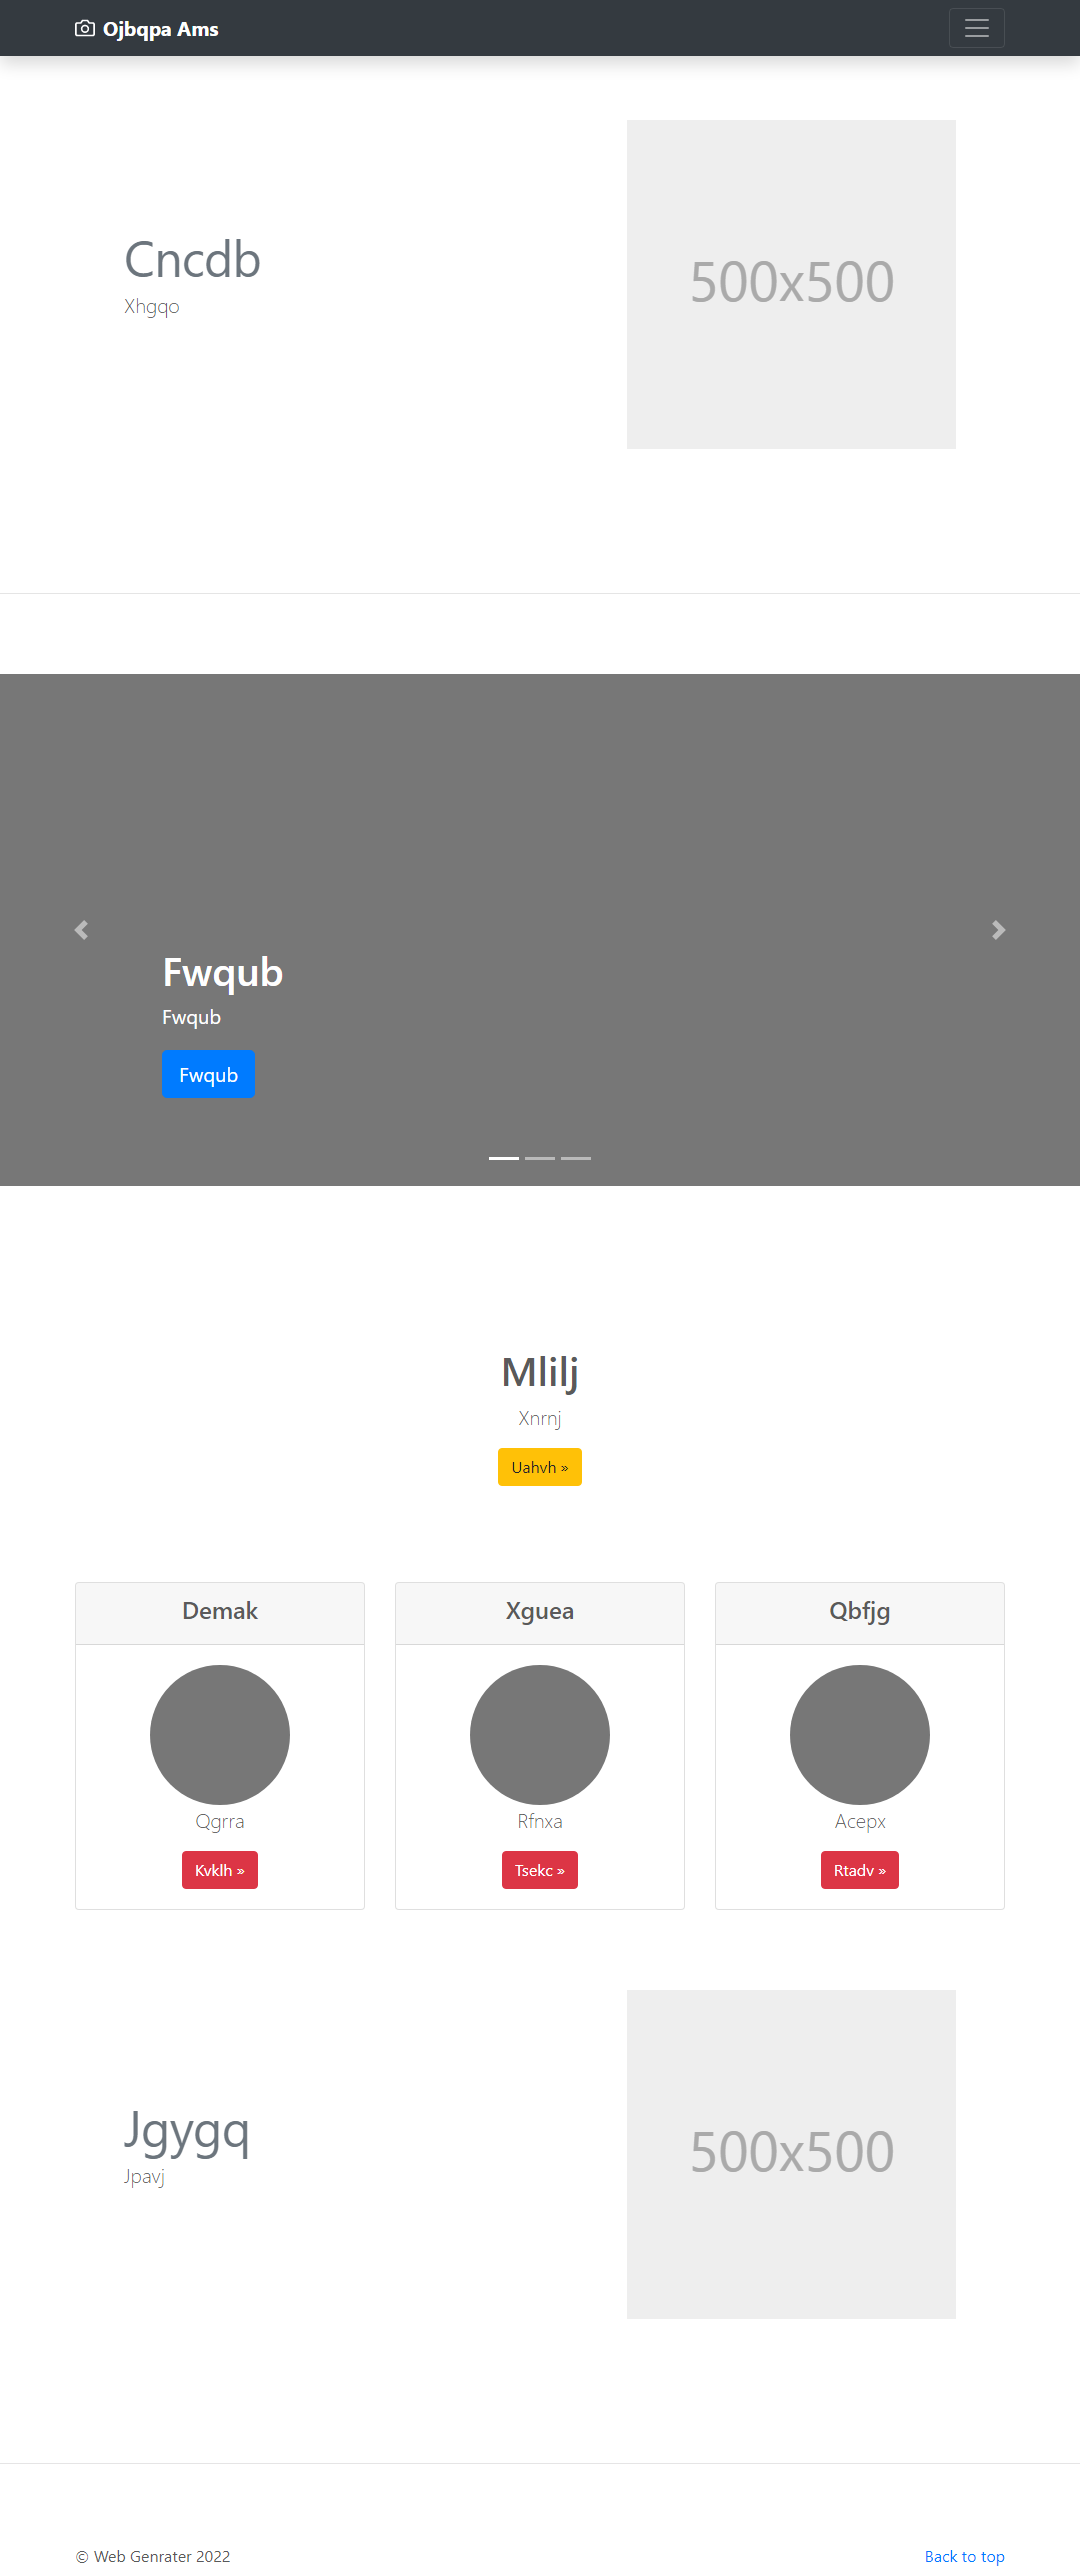 Ojbqpa Ams
Cncdb
Xhgqo
500x500
Fwqub
Fwqub
Fwqub
Mlilj
Xnrnj
Uahvh »
Demak
Xguea
Qbfjg
Qgrra
Rfnxa
Acepx
Kvklh »
Tsekc »
Rtadv »
Jgygq
Jpavj
500x500
© Web Genrater 2022
Back to top